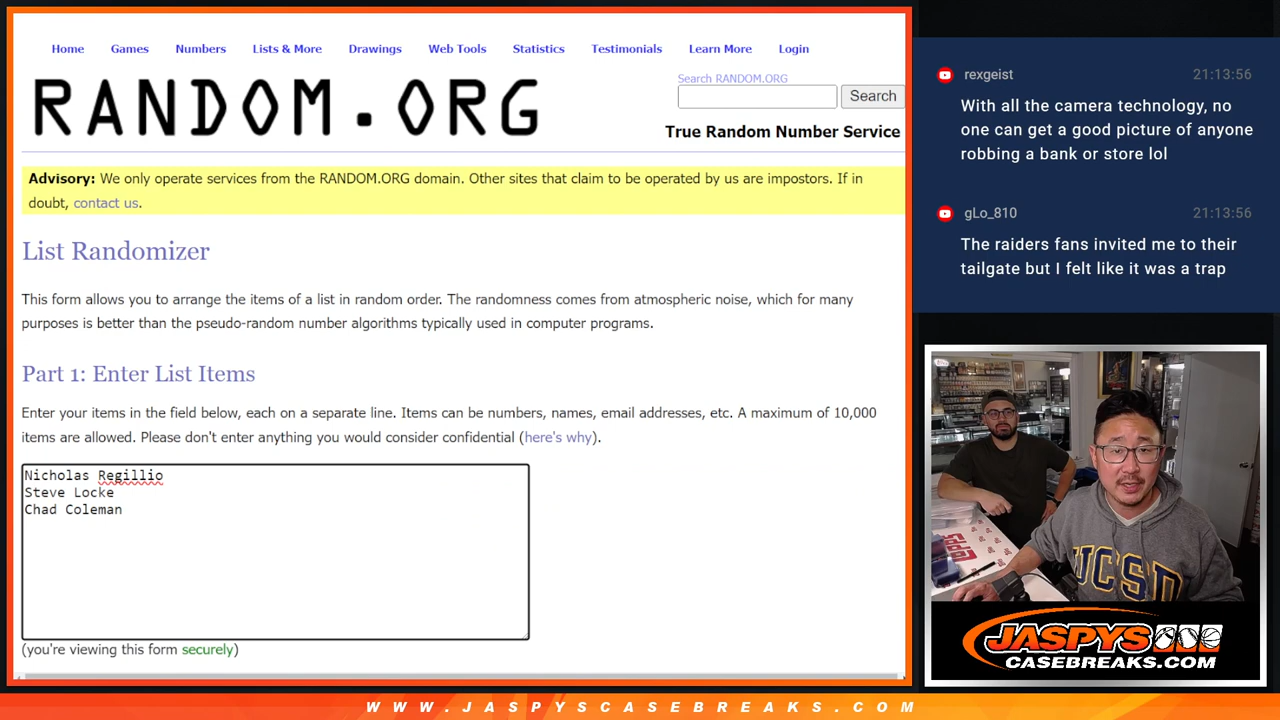 Home Games Numbers Lists & More Drawings Web Tools Statistics Testimonials Learn More Login
RANDOM.ORG
Search RANDOM.ORG
Search
True Random Number Service
Advisory: We only operate services from the RANDOM.ORG domain. Other sites that claim to be operated by us are impostors. If in
doubt, contact us.
List Randomizer
This form allows you to arrange the items of a list in random order. The randomness comes from atmospheric noise, which for many
purposes is better than the pseudo-random number algorithms typically used in computer programs.
Part 1: Enter List Items
Enter your items in the field below, each on a separate line. Items can be numbers, names, email addresses, etc. A maximum of 10,000
items are allowed. Please don't enter anything you would consider confidential (here's why).
Nicholas Regillio
Steve Locke
Chad Coleman
(you're viewing this form securely)
rexgeist 21:13:56
With all the camera technology, no
one can get a good picture of anyone
robbing a bank or store lol
gLo_810 21:13:56
The raiders fans invited me to their
tailgate but I felt like it was a trap
topps
UCSD
JASPYS
CASEBREAKS.COM
WWW.JASPYSCASEBREAKS.COM